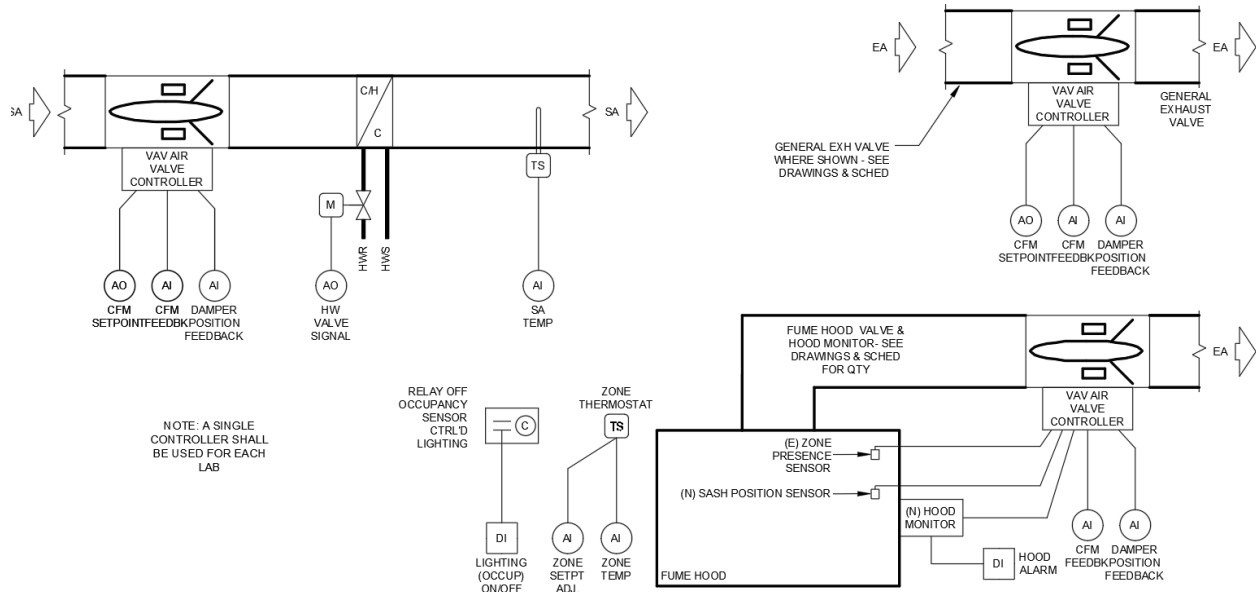 SA
VAV AIR
VALVE
CONTROLLER
AO
CFM
SETPOINT
AI
CFM
FEEDBK
AI
DAMPER
POSITION
FEEDBACK
C/H
C
M
HWR
HWS
AO
HW
VALVE
SIGNAL
TS
AI
SA
TEMP
SA
EA
VAV AIR
VALVE
CONTROLLER
EA
GENERAL
EXHAUST
VALVE
GENERAL EXH VALVE
WHERE SHOWN - SEE
DRAWINGS & SCHED
AO
CFM
SETPOINT
AI
CFM
FEEDBK
AI
DAMPER
POSITION
FEEDBACK
NOTE: A SINGLE
CONTROLLER SHALL
BE USED FOR EACH
LAB
RELAY OFF
OCCUPANCY
SENSOR
CTRL'D
LIGHTING
C
DI
LIGHTING
(OCCUP)
ON/OFF
ZONE
THERMOSTAT
TS
AI
ZONE
SETPT
ADJ.
AI
ZONE
TEMP
FUME HOOD VALVE &
HOOD MONITOR- SEE
DRAWINGS & SCHED
FOR QTY
EA
VAV AIR
VALVE
CONTROLLER
(E) ZONE
PRESENCE
SENSOR
(N) SASH POSITION SENSOR
(N) HOOD
MONITOR
FUME HOOD
DI
HOOD
ALARM
AI
CFM
FEEDBK
AI
DAMPER
POSITION
FEEDBACK